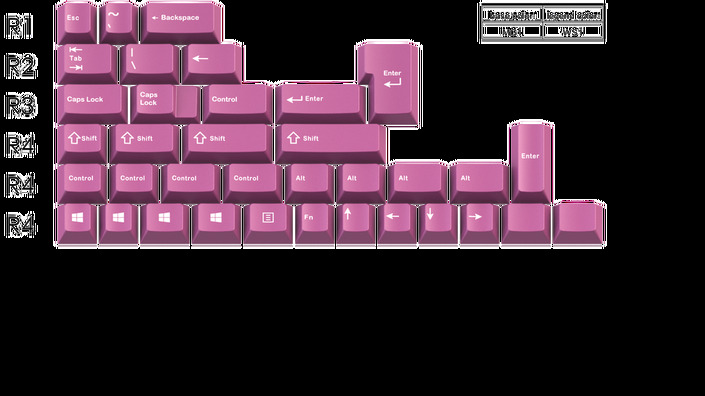 R1
Esc
~
← Backspace
R2
Tab
|
\
←
Enter
R3
Caps Lock
Caps
Lock
Control
Enter
R4
Shift
Shift
Shift
Shift
Enter
R4
Control
Control
Control
Control
Alt
Alt
Alt
Alt
R4
Fn
↑
←
↓
→